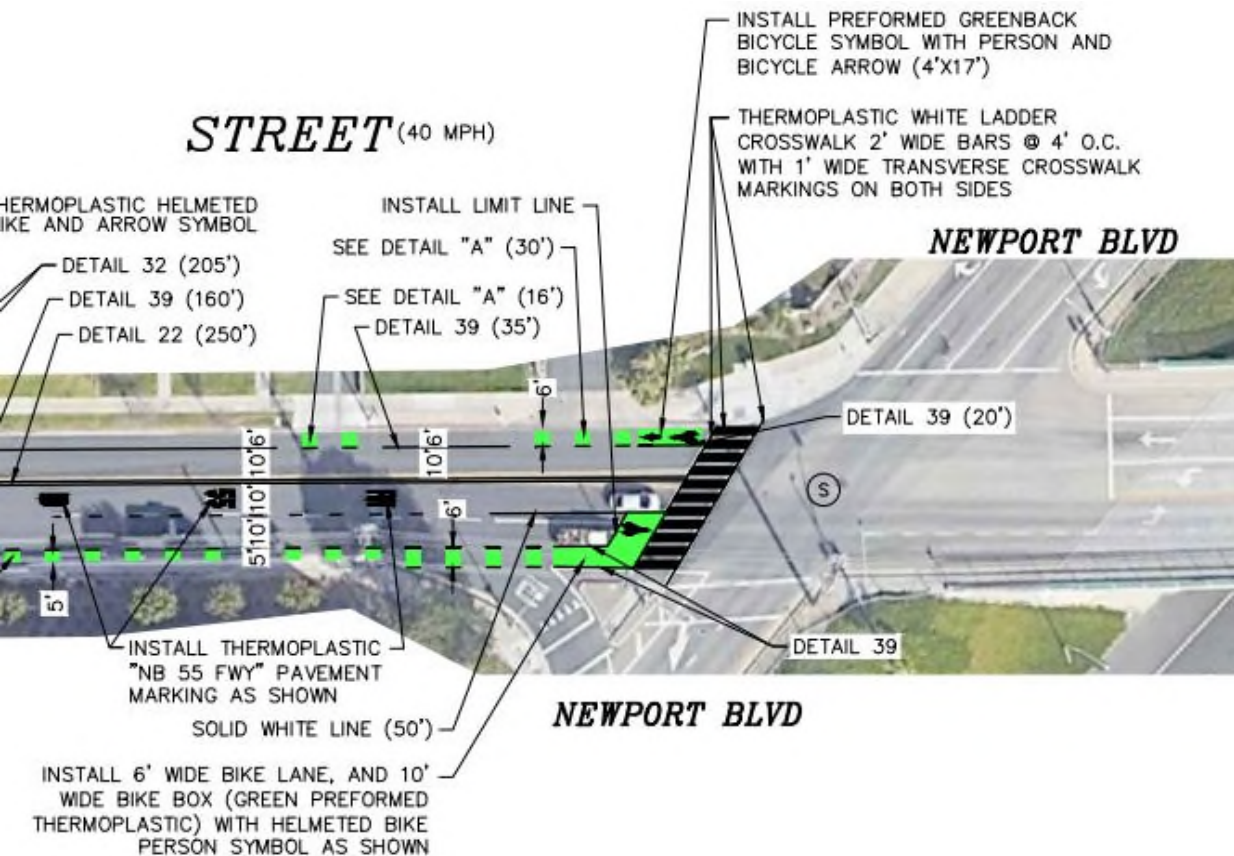 INSTALL PREFORMED GREENBACK
BICYCLE SYMBOL WITH PERSON AND
BICYCLE ARROW (4'X17')
STREET (40 MPH)
THERMOPLASTIC WHITE LADDER
CROSSWALK 2' WIDE BARS @ 4' O.C.
WITH 1' WIDE TRANSVERSE CROSSWALK
MARKINGS ON BOTH SIDES
HERMOPLASTIC HELMETED
IKE AND ARROW SYMBOL
INSTALL LIMIT LINE
SEE DETAIL "A" (30')
NEWPORT BLVD
DETAIL 32 (205')
DETAIL 39 (160')
DETAIL 22 (250')
SEE DETAIL "A" (16')
DETAIL 39 (35')
6'
DETAIL 39 (20')
5'10'10'10'6'
10'6'
6'
S
5'
DETAIL 39
INSTALL THERMOPLASTIC
"NB 55 FWY" PAVEMENT
MARKING AS SHOWN
SOLID WHITE LINE (50')
NEWPORT BLVD
INSTALL 6' WIDE BIKE LANE, AND 10'
WIDE BIKE BOX (GREEN PREFORMED
THERMOPLASTIC) WITH HELMETED BIKE
PERSON SYMBOL AS SHOWN